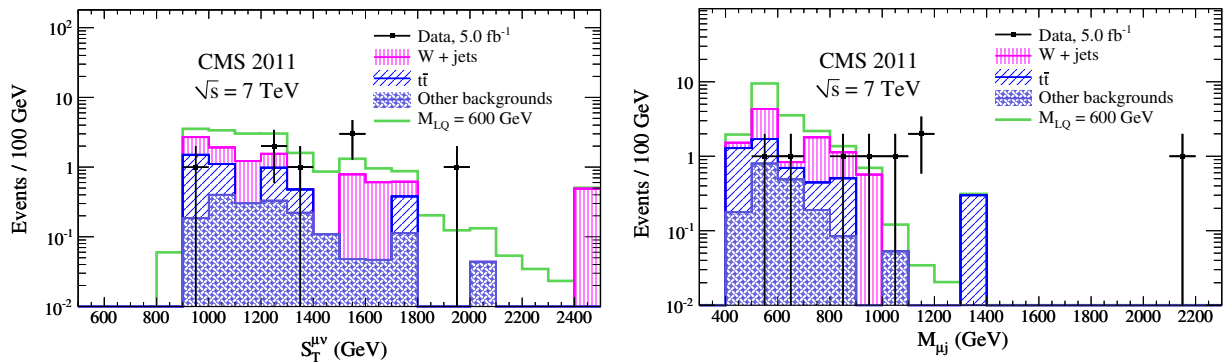 Events / 100 GeV
10²
10
1
10⁻¹
10⁻²
CMS 2011
√s = 7 TeV
Data, 5.0 fb⁻¹
W + jets
tt̄
Other backgrounds
M_LQ = 600 GeV
600 800 1000 1200 1400 1600 1800 2000 2200 2400
S_T^μν (GeV)
Events / 100 GeV
10
1
10⁻¹
10⁻²
CMS 2011
√s = 7 TeV
Data, 5.0 fb⁻¹
W + jets
tt̄
Other backgrounds
M_LQ = 600 GeV
400 600 800 1000 1200 1400 1600 1800 2000 2200
M_μj (GeV)